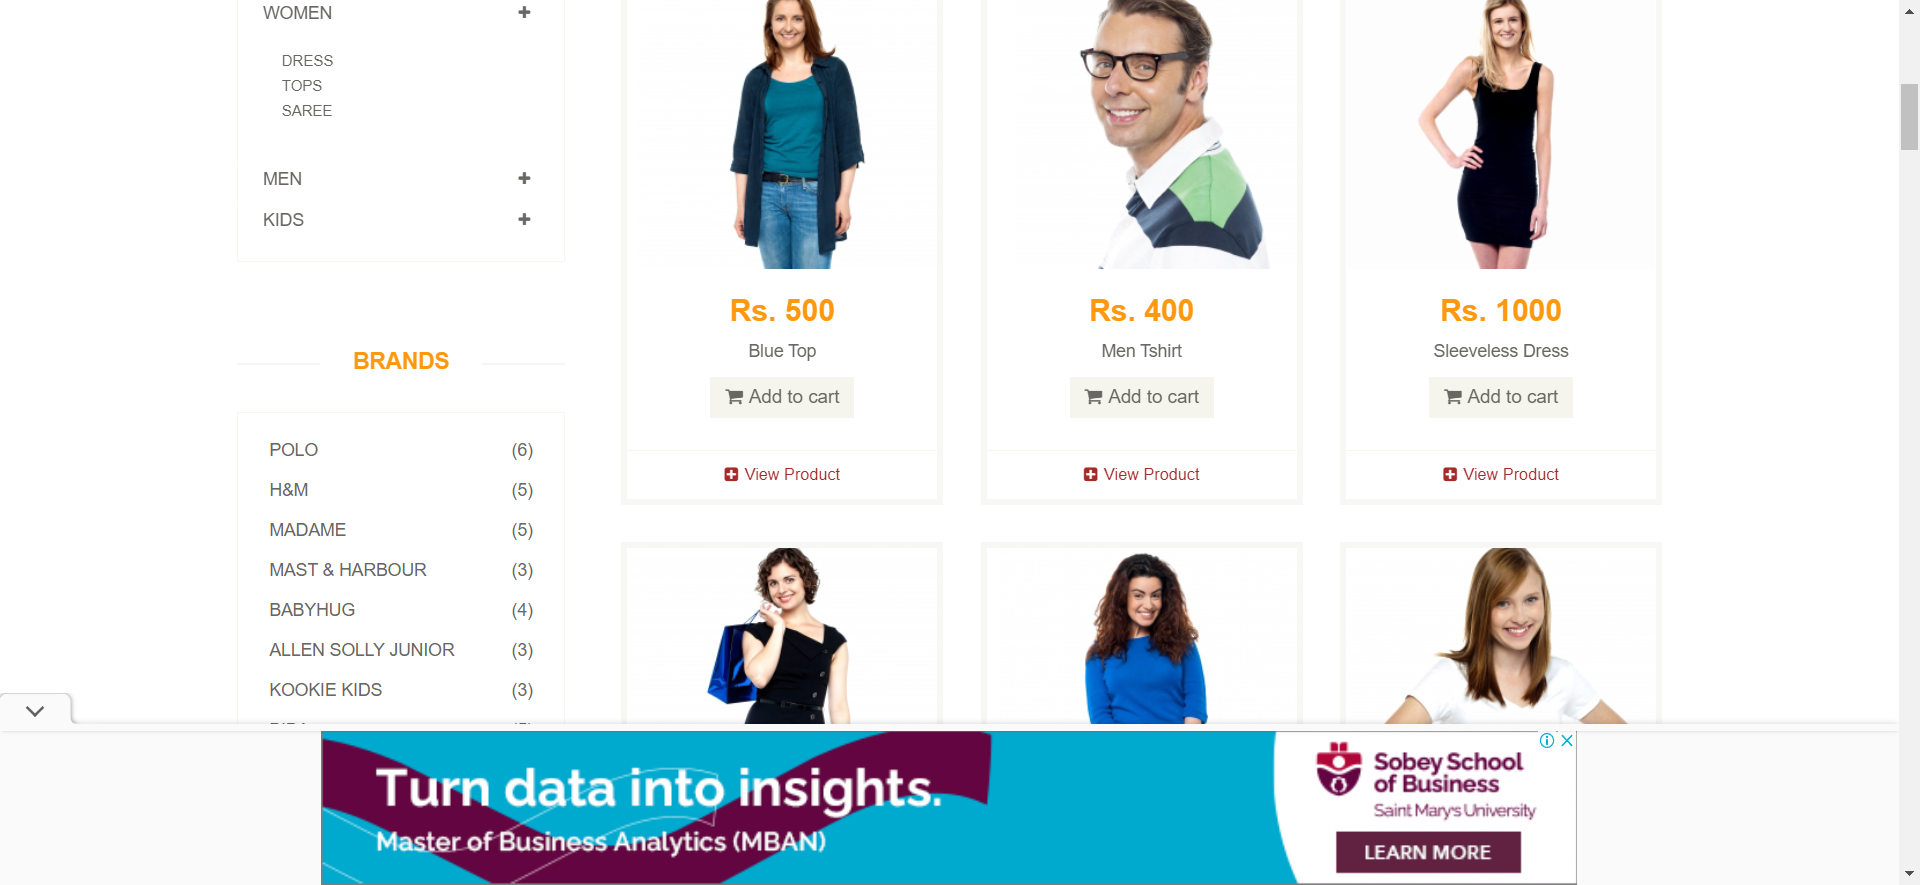 WOMEN
DRESS
TOPS
SAREE
MEN
KIDS
BRANDS
POLO (6)
H&M (5)
MADAME (5)
MAST & HARBOUR (3)
BABYHUG (4)
ALLEN SOLLY JUNIOR (3)
KOOKIE KIDS (3)
Rs. 500
Blue Top
Add to cart
View Product
Rs. 400
Men Tshirt
Add to cart
View Product
Rs. 1000
Sleeveless Dress
Add to cart
View Product
Turn data into insights.
Master of Business Analytics (MBAN)
Sobey School
of Business
Saint Mary's University
LEARN MORE